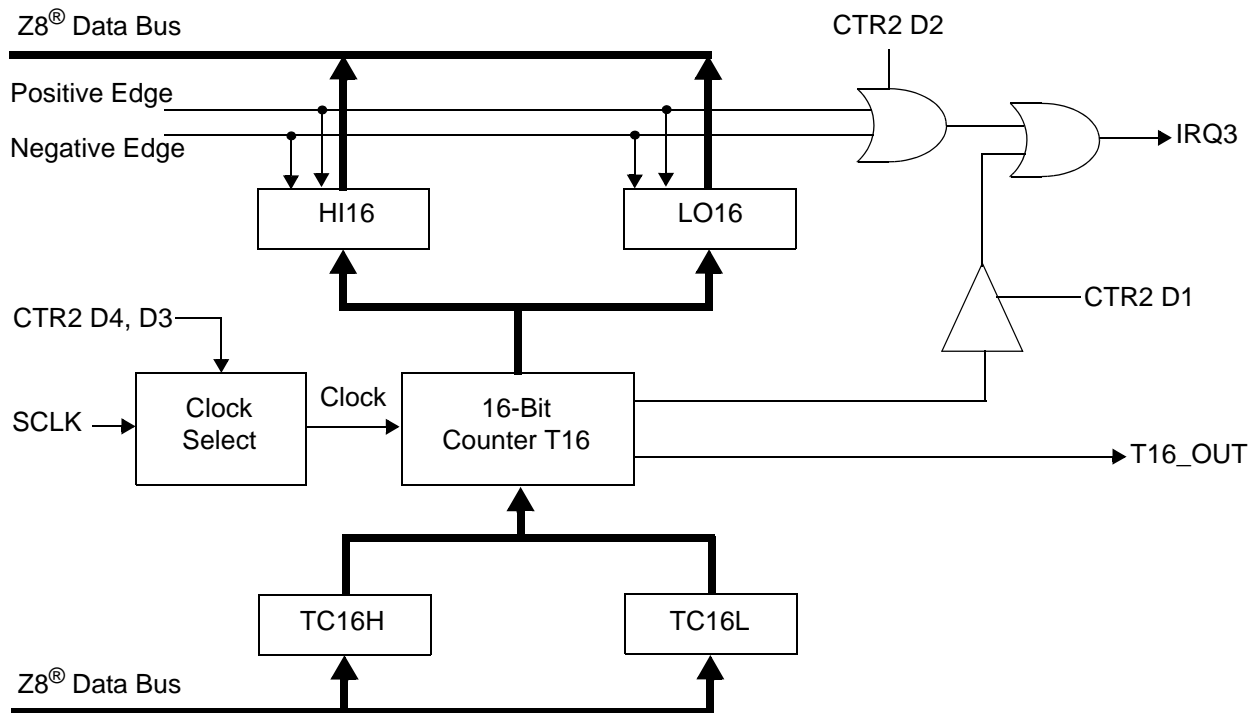 Z8® Data Bus
CTR2 D2
Positive Edge
Negative Edge
IRQ3
HI16
LO16
CTR2 D1
CTR2 D4, D3
SCLK
Clock
Select
Clock
16-Bit
Counter T16
T16_OUT
TC16H
TC16L
Z8® Data Bus